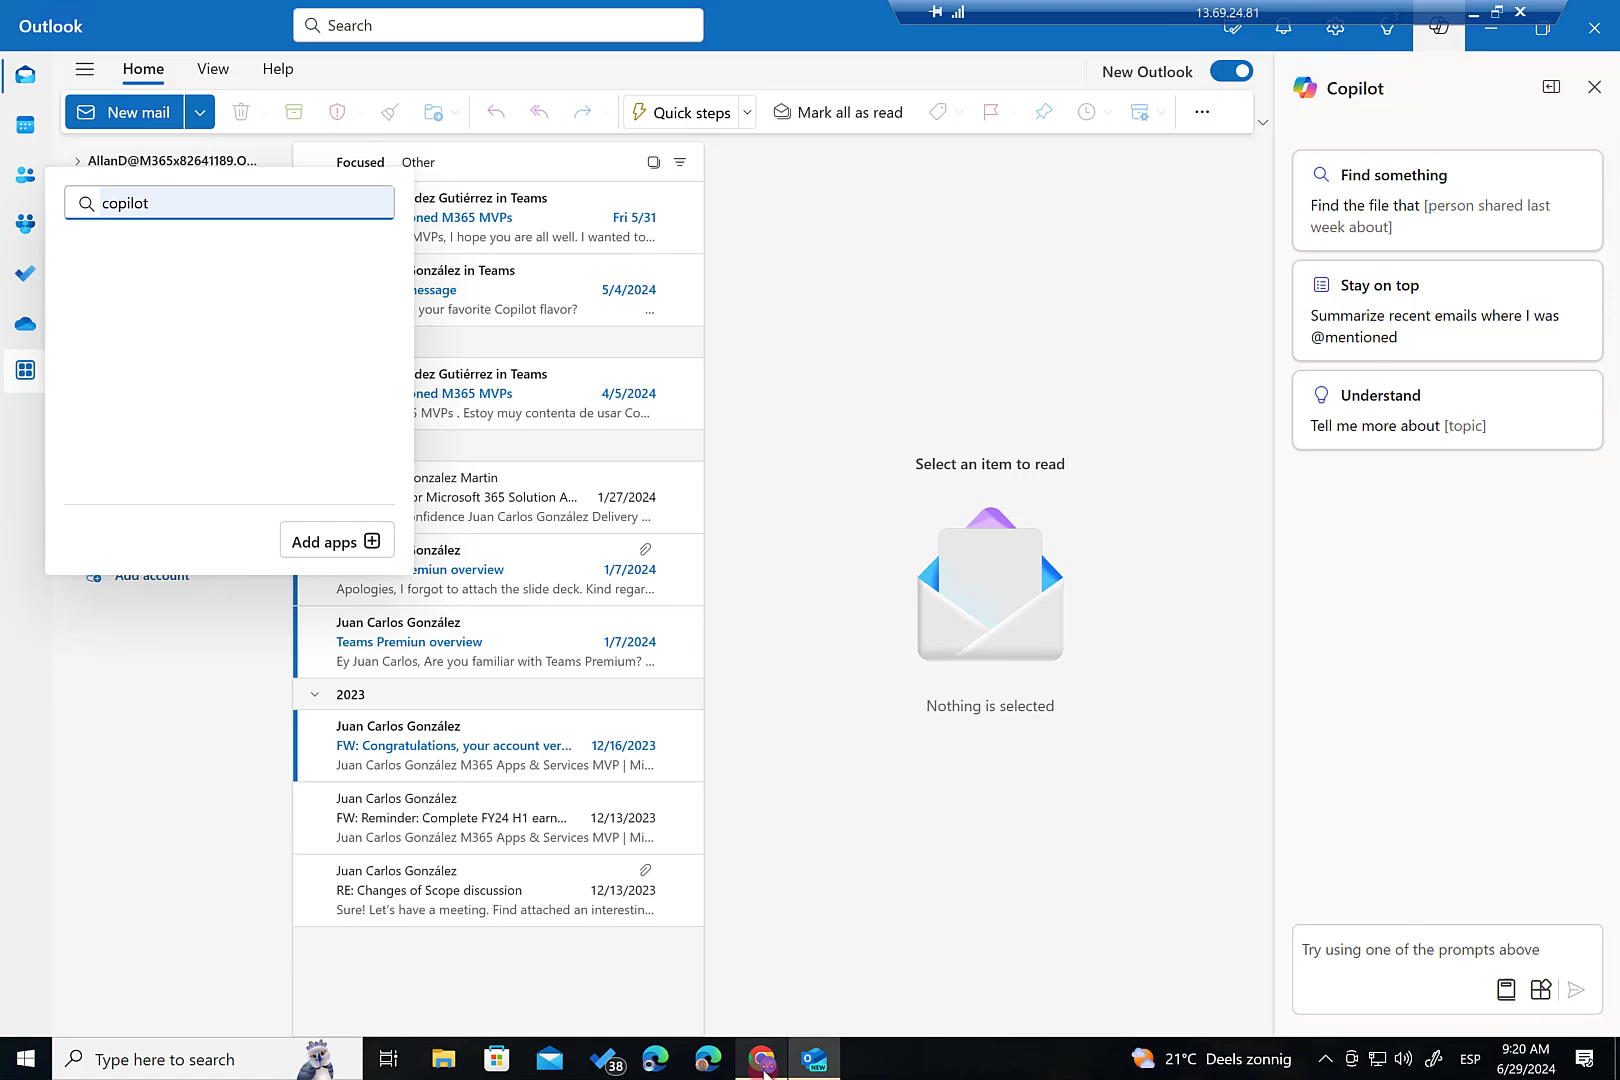 Outlook
Search
13.69.24.81
3
Home
View
Help
New Outlook
New mail
Quick steps
Mark all as read
...
AllanD@M365x82641189.O...
copilot
Add apps
Add account
Focused
Other
dez Gutiérrez in Teams
oned M365 MVPs
Fri 5/31
MVPs, I hope you are all well. I wanted to...
González in Teams
nessage
5/4/2024
your favorite Copilot flavor?
...
dez Gutiérrez in Teams
oned M365 MVPs
4/5/2024
5 MVPs . Estoy muy contenta de usar Co...
onzalez Martin
or Microsoft 365 Solution A...
1/27/2024
nfidence Juan Carlos González Delivery ...
González
emiun overview
1/7/2024
Apologies, I forgot to attach the slide deck. Kind regar...
Juan Carlos González
Teams Premiun overview
1/7/2024
Ey Juan Carlos, Are you familiar with Teams Premium? ...
2023
Juan Carlos González
FW: Congratulations, your account ver...
12/16/2023
Juan Carlos González M365 Apps & Services MVP | Mi...
Juan Carlos González
FW: Reminder: Complete FY24 H1 earn...
12/13/2023
Juan Carlos González M365 Apps & Services MVP | Mi...
Juan Carlos González
RE: Changes of Scope discussion
12/13/2023
Sure! Let's have a meeting. Find attached an interestin...
Select an item to read
Nothing is selected
Copilot
Find something
Find the file that [person shared last
week about]
Stay on top
Summarize recent emails where I was
@mentioned
Understand
Tell me more about [topic]
Try using one of the prompts above
Type here to search
38
NEW
21°C Deels zonnig
ESP
9:20 AM
6/29/2024